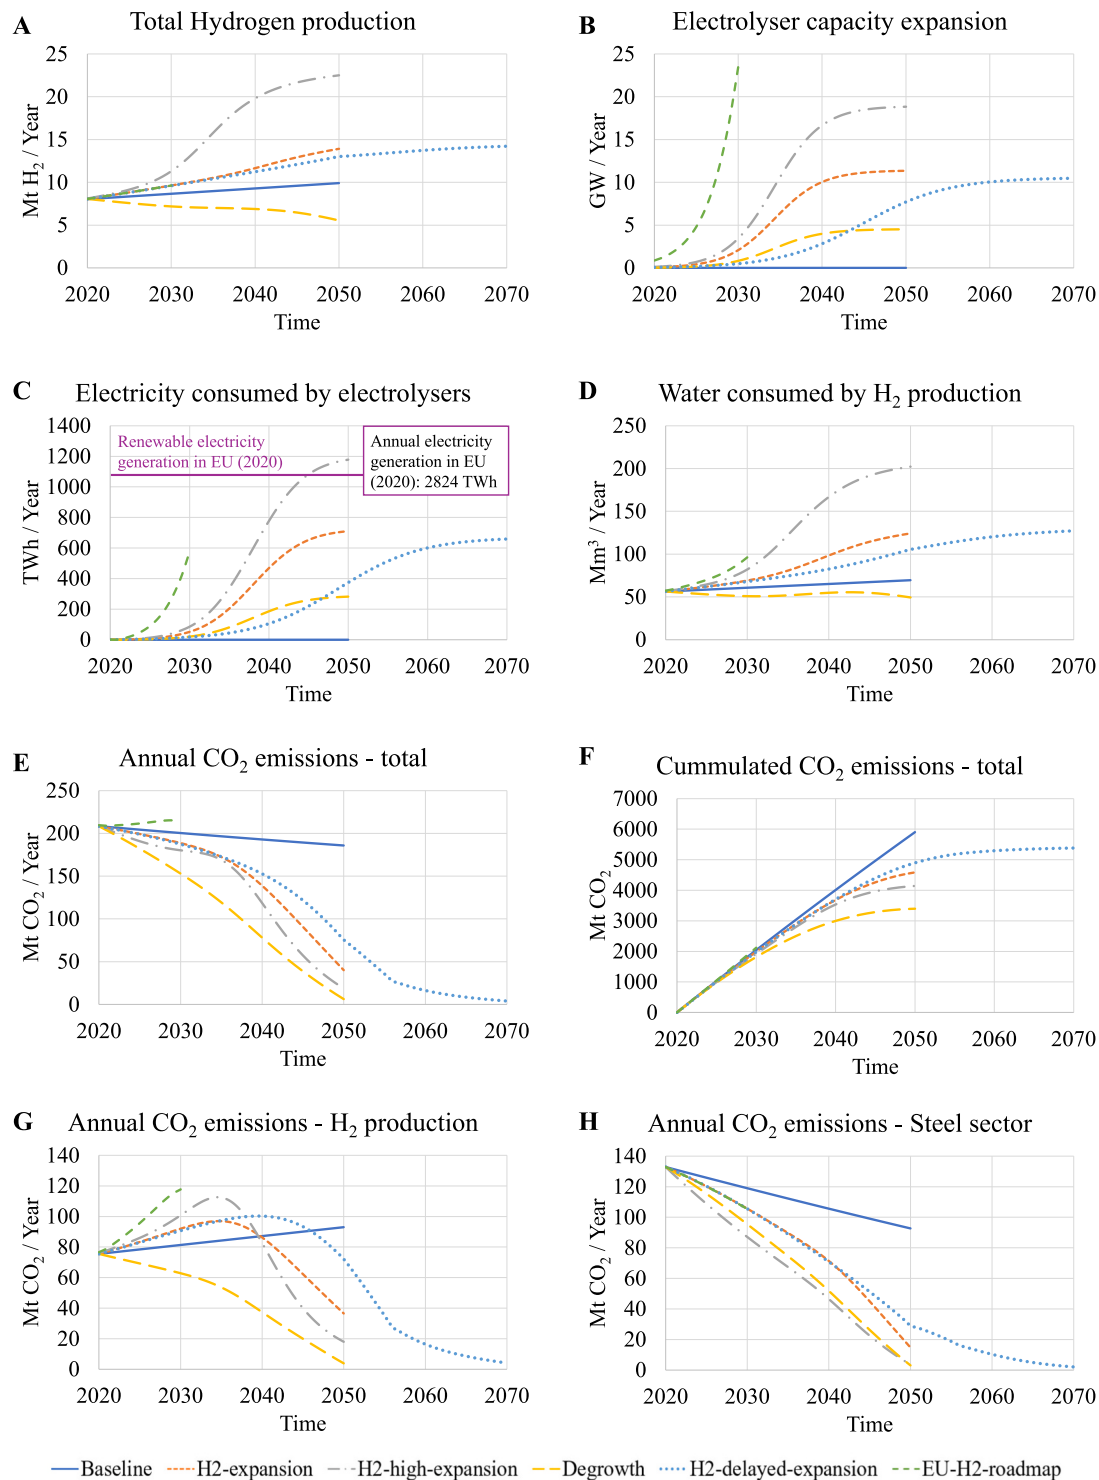 A
Total Hydrogen production
Mt H2 / Year
25
20
15
10
5
0
2020 2030 2040 2050 2060 2070
Time
B
Electrolyser capacity expansion
GW / Year
25
20
15
10
5
0
2020 2030 2040 2050 2060 2070
Time
C
Electricity consumed by electrolysers
TWh / Year
1400
1200
1000
800
600
400
200
0
Renewable electricity
generation in EU (2020)
Annual electricity
generation in EU
(2020): 2824 TWh
2020 2030 2040 2050 2060 2070
Time
D
Water consumed by H2 production
Mm³ / Year
250
200
150
100
50
0
2020 2030 2040 2050 2060 2070
Time
E
Annual CO2 emissions - total
Mt CO2 / Year
250
200
150
100
50
0
2020 2030 2040 2050 2060 2070
Time
F
Cummulated CO2 emissions - total
Mt CO2
7000
6000
5000
4000
3000
2000
1000
0
2020 2030 2040 2050 2060 2070
Time
G
Annual CO2 emissions - H2 production
Mt CO2 / Year
140
120
100
80
60
40
20
0
2020 2030 2040 2050 2060 2070
Time
H
Annual CO2 emissions - Steel sector
Mt CO2 / Year
140
120
100
80
60
40
20
0
2020 2030 2040 2050 2060 2070
Time
Baseline H2-expansion H2-high-expansion Degrowth H2-delayed-expansion EU-H2-roadmap